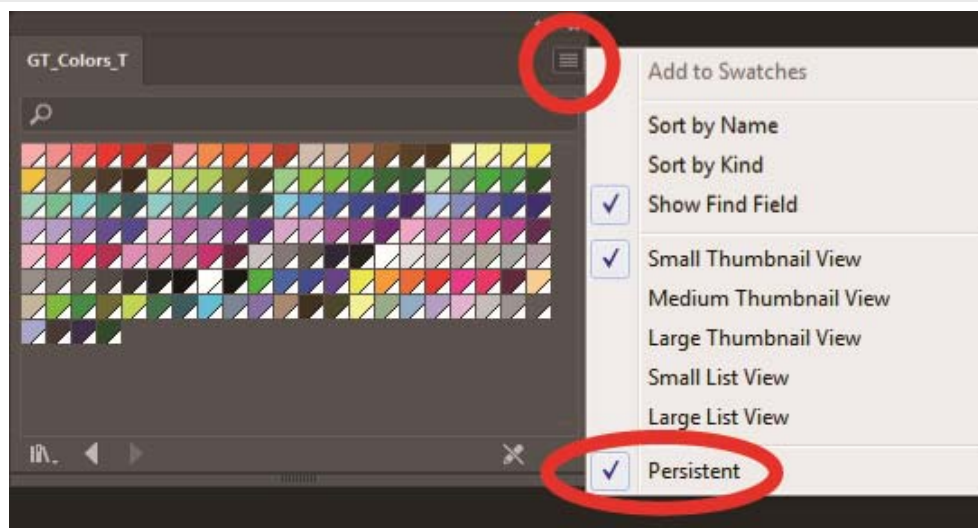 GT_Colors_T
Add to Swatches
Sort by Name
Sort by Kind
Show Find Field
Small Thumbnail View
Medium Thumbnail View
Large Thumbnail View
Small List View
Large List View
Persistent